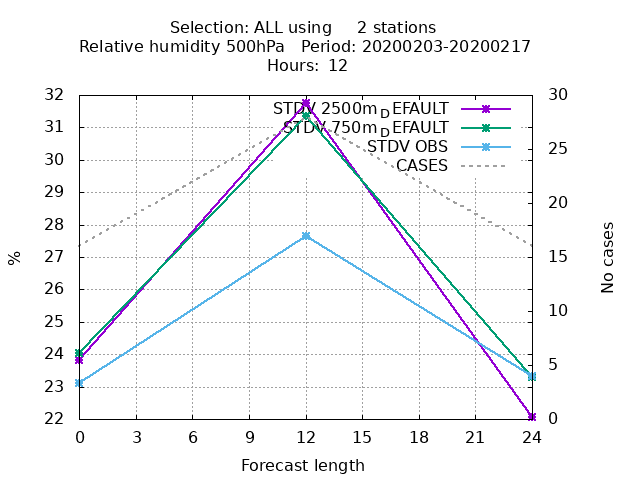 Selection: ALL using     2 stations
Relative humidity 500hPa   Period: 20200203-20200217
Hours: 12
32
31
30
29
28
27
26
25
24
23
22
%
STDV 2500m_DEFAULT
STDV 750m_DEFAULT
STDV OBS
CASES
30
25
20
15
10
5
0
No cases
0 3 6 9 12 15 18 21 24
Forecast length